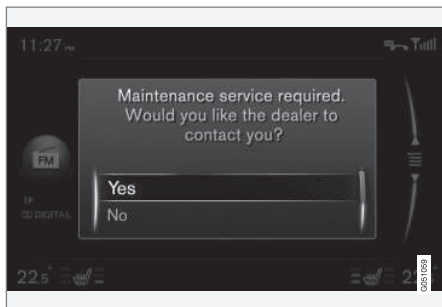 11:27 PM
Maintenance service required.
Would you like the dealer to
contact you?
FM
Yes
TP
No
DIGITAL
22.5°
G051059